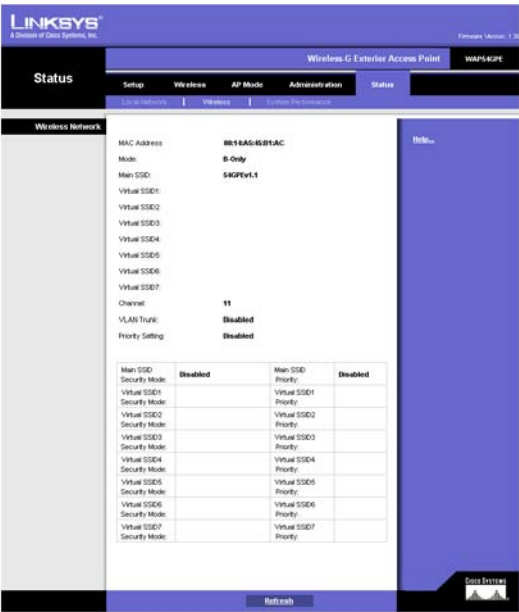 LINKSYS®
A Division of Cisco Systems, Inc.
Firmware Version: 1.30
Wireless-G Exterior Access Point
WAP54GPE
Status
Setup
Wireless
AP Mode
Administration
Status
Local Network | Wireless | System Performance
Wireless Network
Help...
MAC Address
Mode: B-Only
Main SSID: 54GPEv1.1
Virtual SSID1:
Virtual SSID2:
Virtual SSID3:
Virtual SSID4:
Virtual SSID5:
Virtual SSID6:
Virtual SSID7:
Channel: 11
VLAN Trunk: Disabled
Priority Setting: Disabled
Main SSID Security Mode: Disabled Main SSID Priority: Disabled
Virtual SSID1 Security Mode: Virtual SSID1 Priority:
Virtual SSID2 Security Mode: Virtual SSID2 Priority:
Virtual SSID3 Security Mode: Virtual SSID3 Priority:
Virtual SSID4 Security Mode: Virtual SSID4 Priority:
Virtual SSID5 Security Mode: Virtual SSID5 Priority:
Virtual SSID6 Security Mode: Virtual SSID6 Priority:
Virtual SSID7 Security Mode: Virtual SSID7 Priority:
Refresh
CISCO SYSTEMS